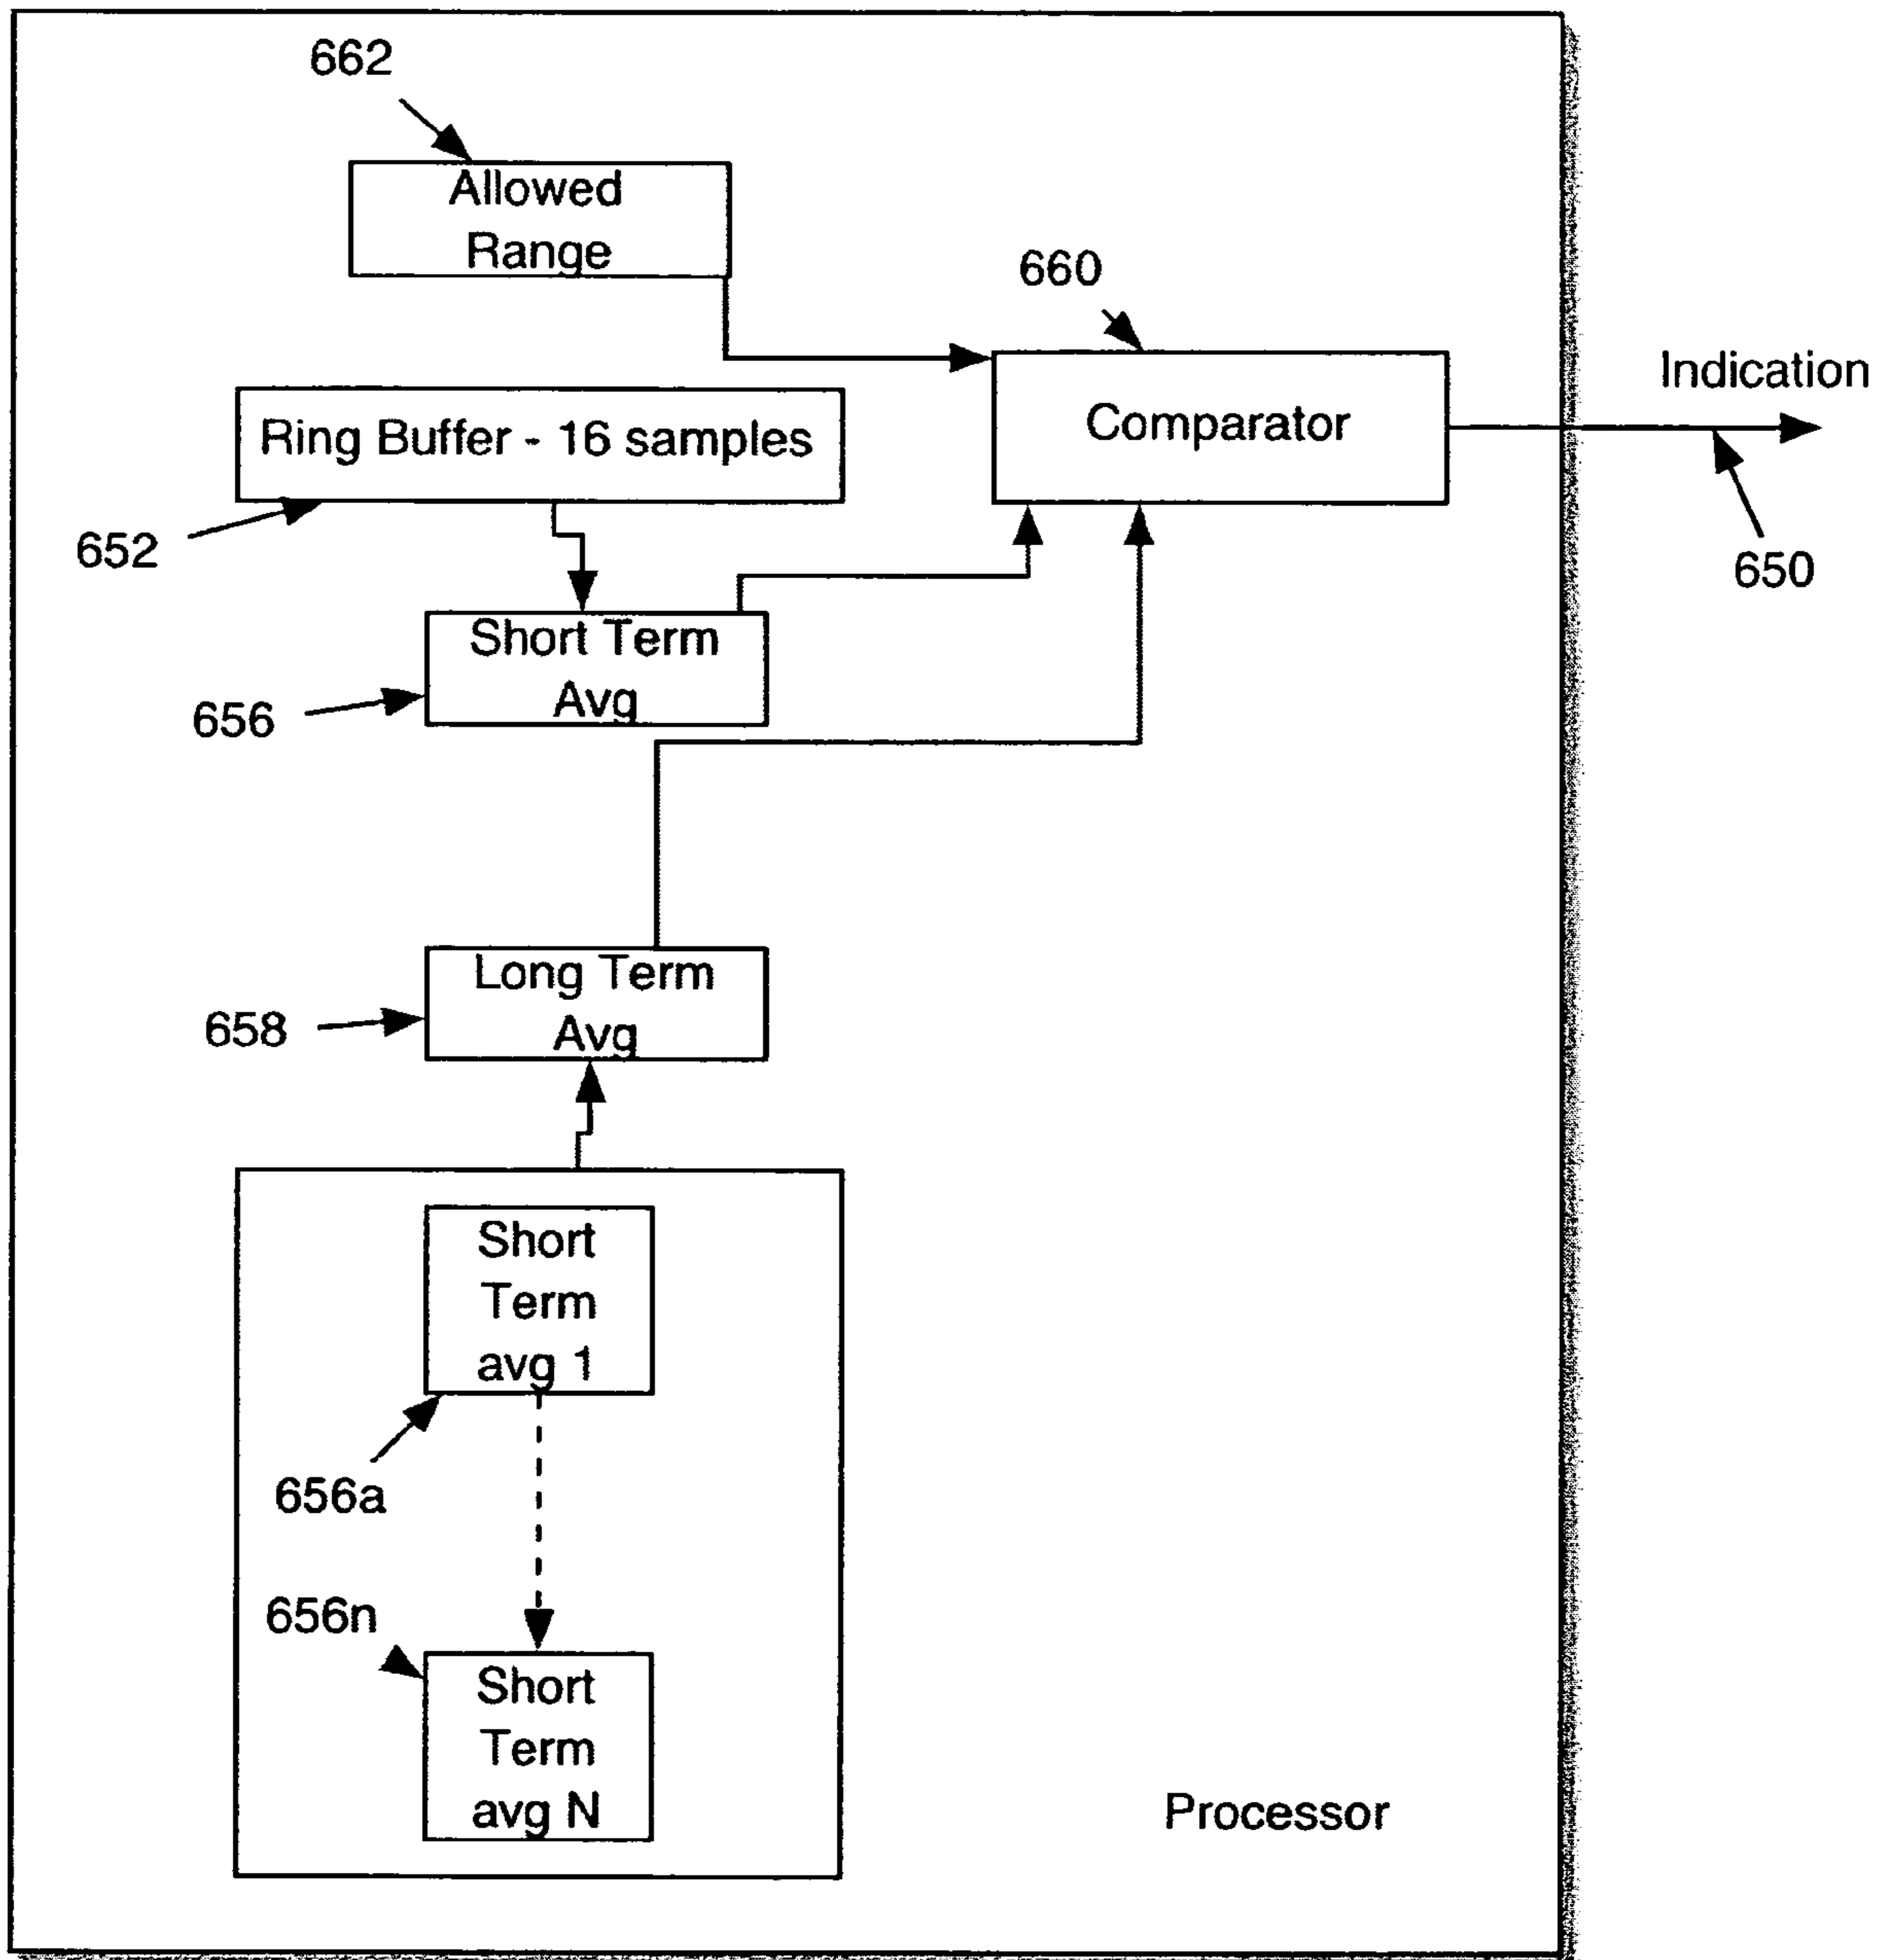 662
Allowed
Range
660
Comparator
Indication
650
Ring Buffer - 16 samples
652
Short Term
Avg
656
Long Term
Avg
658
Short
Term
avg 1
656a
656n
Short
Term
avg N
Processor